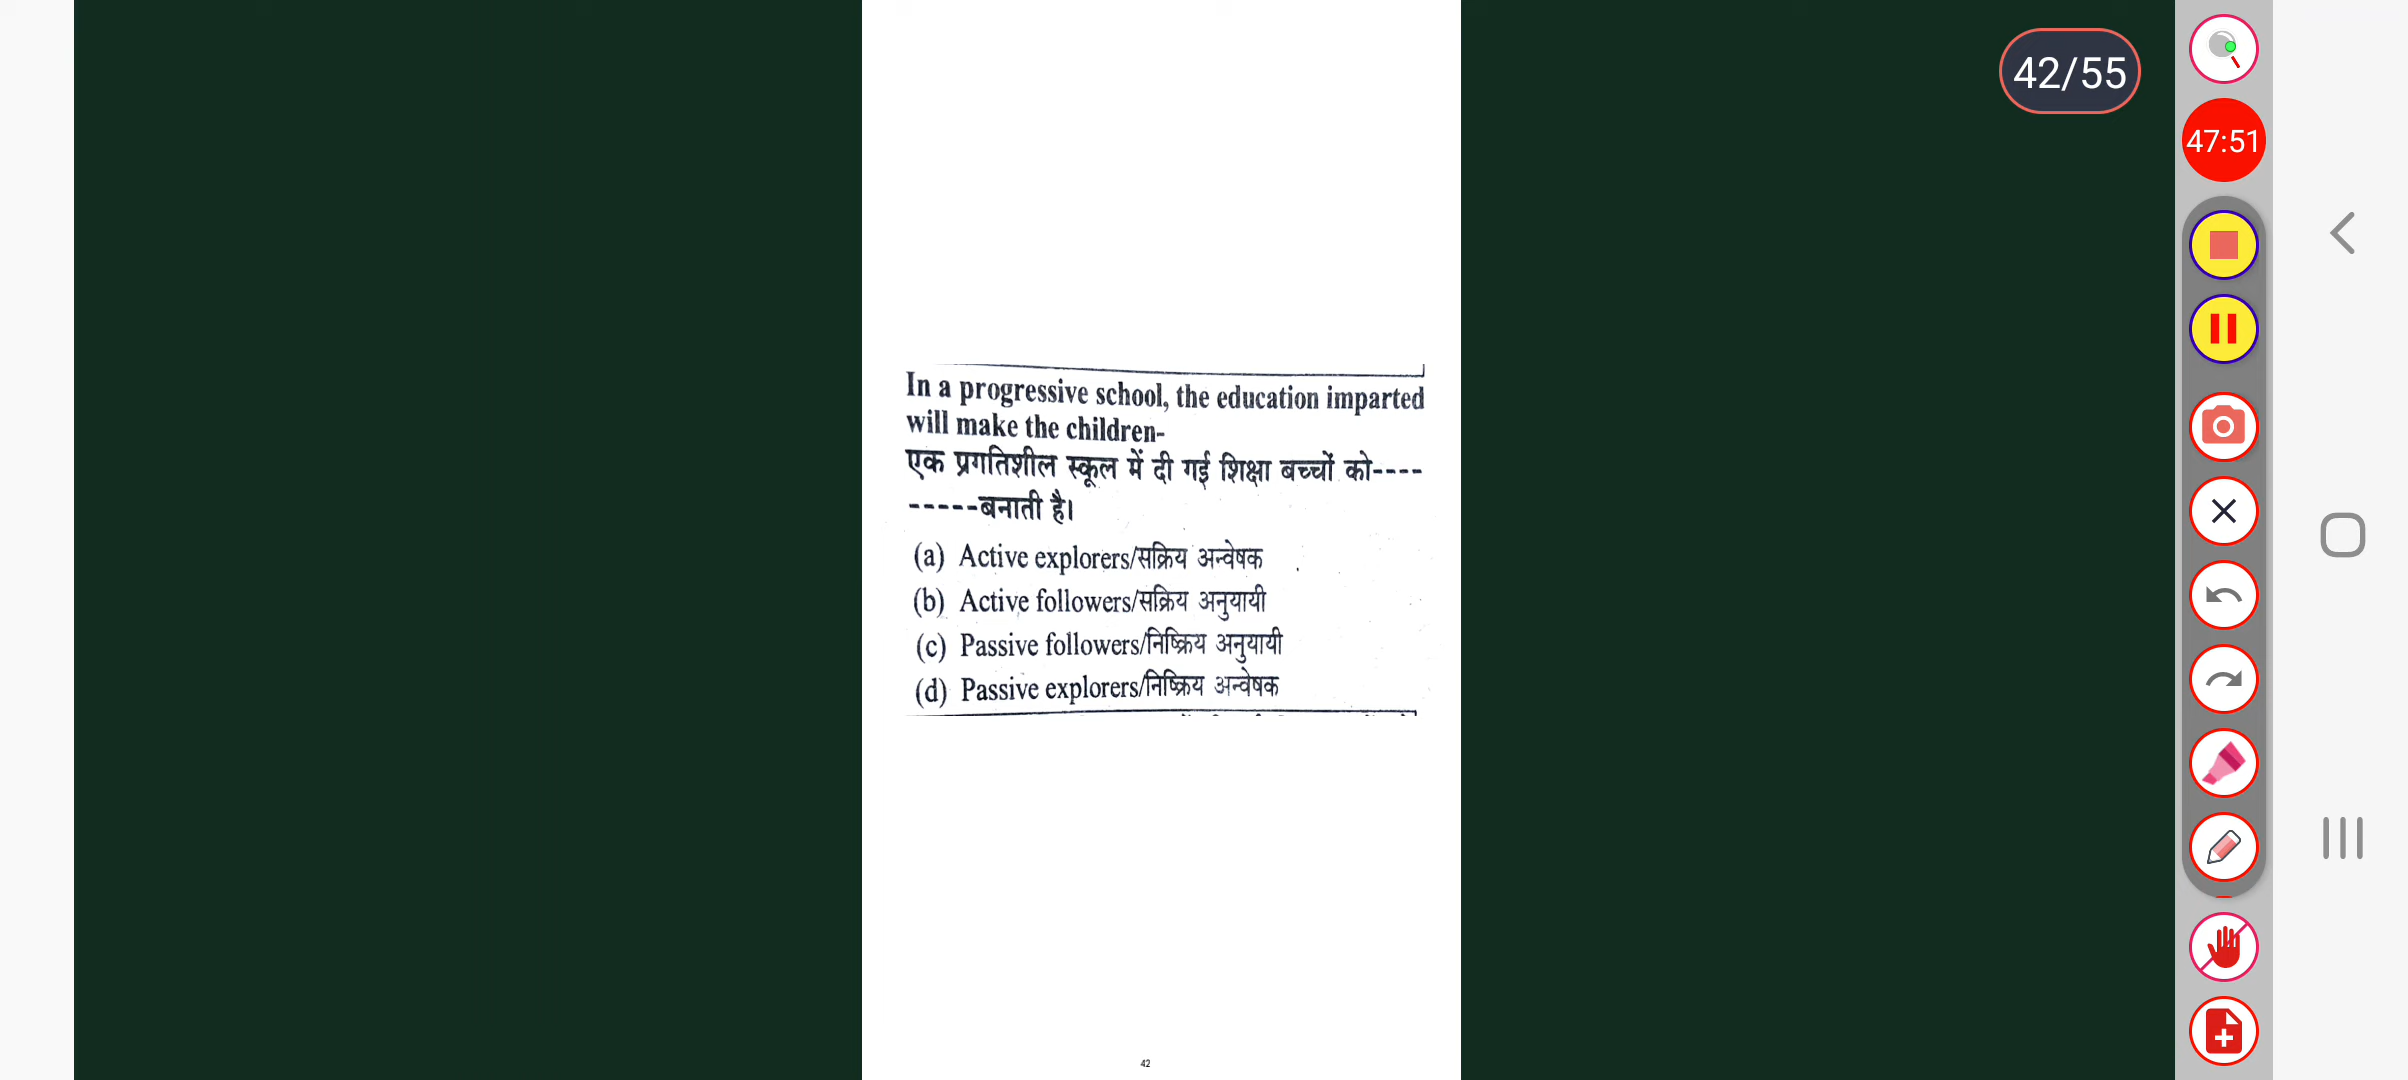 42/55
47:51
In a progressive school, the education imparted
will make the children-
एक प्रगतिशील स्कूल में दी गई शिक्षा बच्चों को----
-----बनाती है।
(a) Active explorers/सक्रिय अन्वेषक
(b) Active followers/सक्रिय अनुयायी
(c) Passive followers/निष्क्रिय अनुयायी
(d) Passive explorers/निष्क्रिय अन्वेषक
42